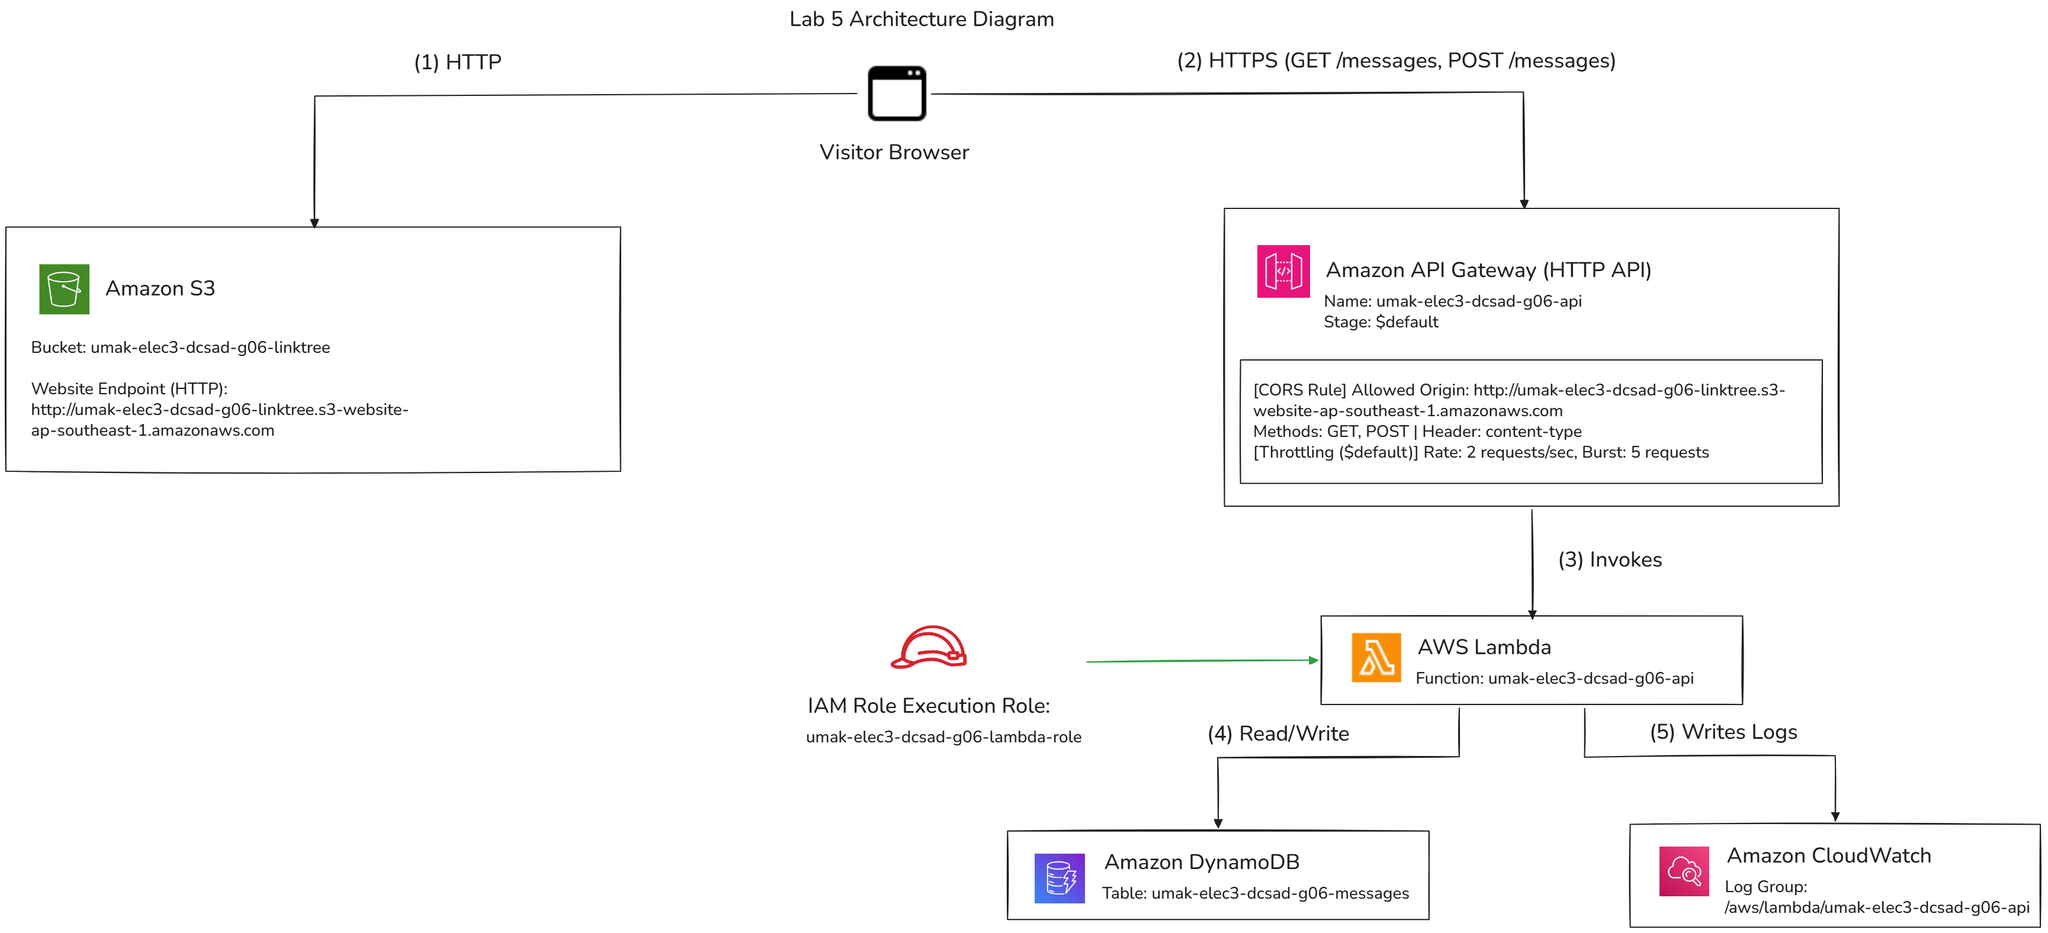 Lab 5 Architecture Diagram
(1) HTTP
(2) HTTPS (GET /messages, POST /messages)
Visitor Browser
Amazon S3
Bucket: umak-elec3-dcsad-g06-linktree
Website Endpoint (HTTP):
http://umak-elec3-dcsad-g06-linktree.s3-website-
ap-southeast-1.amazonaws.com
Amazon API Gateway (HTTP API)
Name: umak-elec3-dcsad-g06-api
Stage: $default
[CORS Rule] Allowed Origin: http://umak-elec3-dcsad-g06-linktree.s3-
website-ap-southeast-1.amazonaws.com
Methods: GET, POST | Header: content-type
[Throttling ($default)] Rate: 2 requests/sec, Burst: 5 requests
(3) Invokes
IAM Role Execution Role:
umak-elec3-dcsad-g06-lambda-role
AWS Lambda
Function: umak-elec3-dcsad-g06-api
(4) Read/Write
(5) Writes Logs
Amazon DynamoDB
Table: umak-elec3-dcsad-g06-messages
Amazon CloudWatch
Log Group:
/aws/lambda/umak-elec3-dcsad-g06-api